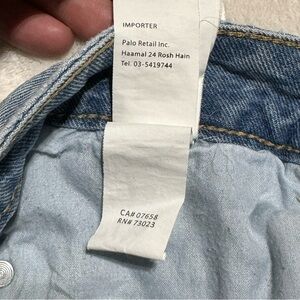 IMPORTER
Palo Retail Inc.
Haamal 24 Rosh Hain
Tel. 03-5419744
CA# 07658
RN# 73023